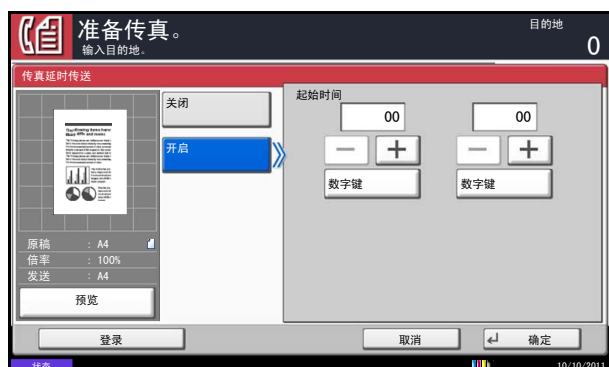 准备传真。
输入目的地。
目的地
0
传真延时传送
关闭
开启
起始时间
00
00
数字键
数字键
原稿 : A4
倍率 : 100%
发送 : A4
预览
登录
取消
确定
状态
10/10/2011